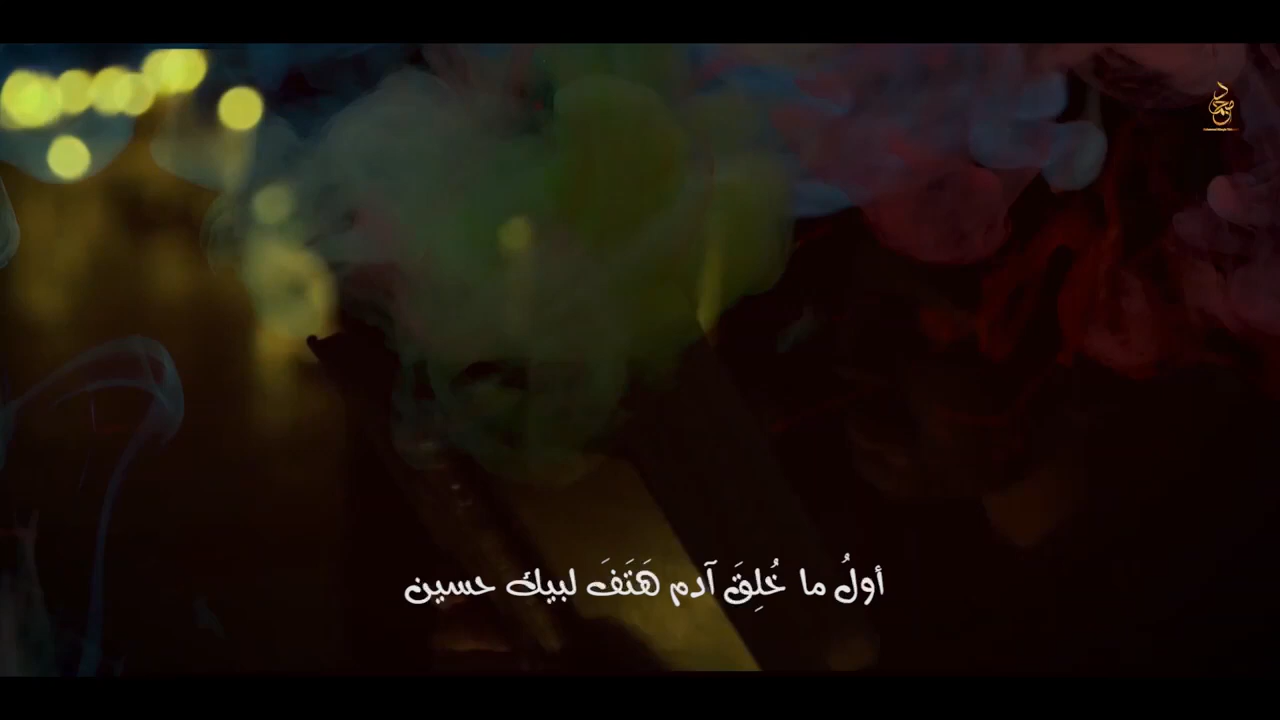 أولُ ما خُلِقَ آدم هَتَفَ لبيك حسين